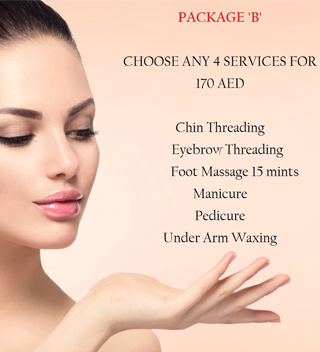 PACKAGE 'B'
CHOOSE ANY 4 SERVICES FOR
170 AED
Chin Threading
Eyebrow Threading
Foot Massage 15 mints
Manicure
Pedicure
Under Arm Waxing